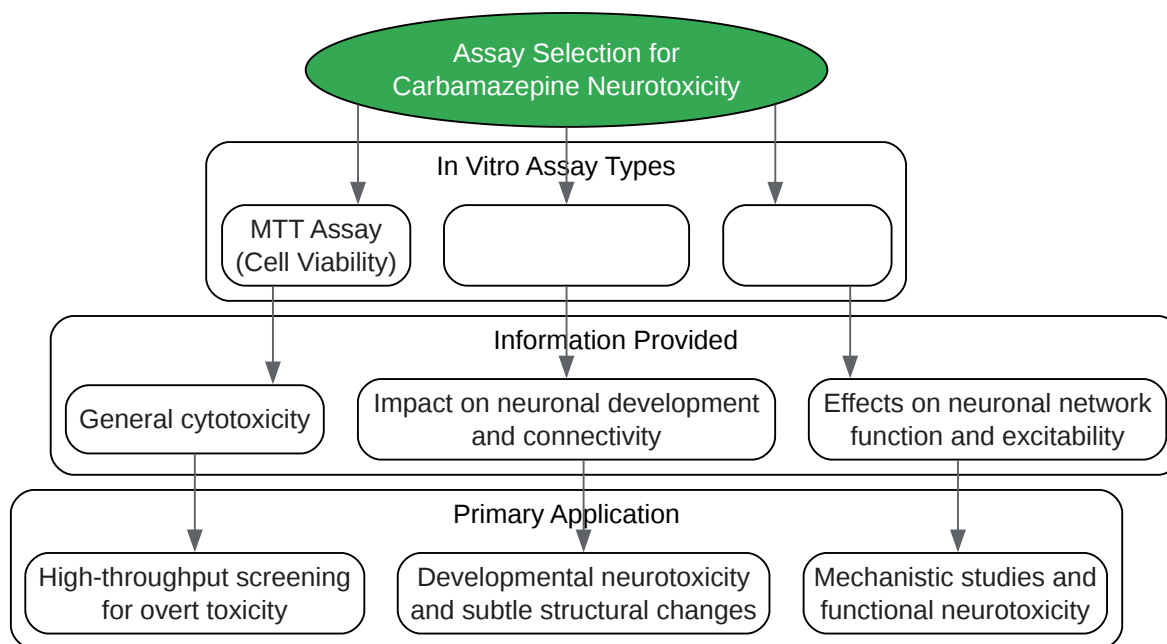 Assay Selection for
Carbamazepine Neurotoxicity
In Vitro Assay Types
MTT Assay
(Cell Viability)
Information Provided
General cytotoxicity
Impact on neuronal development
and connectivity
Effects on neuronal network
function and excitability
Primary Application
High-throughput screening
for overt toxicity
Developmental neurotoxicity
and subtle structural changes
Mechanistic studies and
functional neurotoxicity